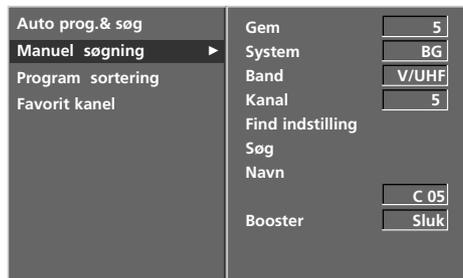 Auto prog.& søg
Manuel søgning ►
Program sortering
Favorit kanel
Gem 5
System BG
Band V/UHF
Kanal 5
Find indstilling
Søg
Navn
C 05
Booster Sluk